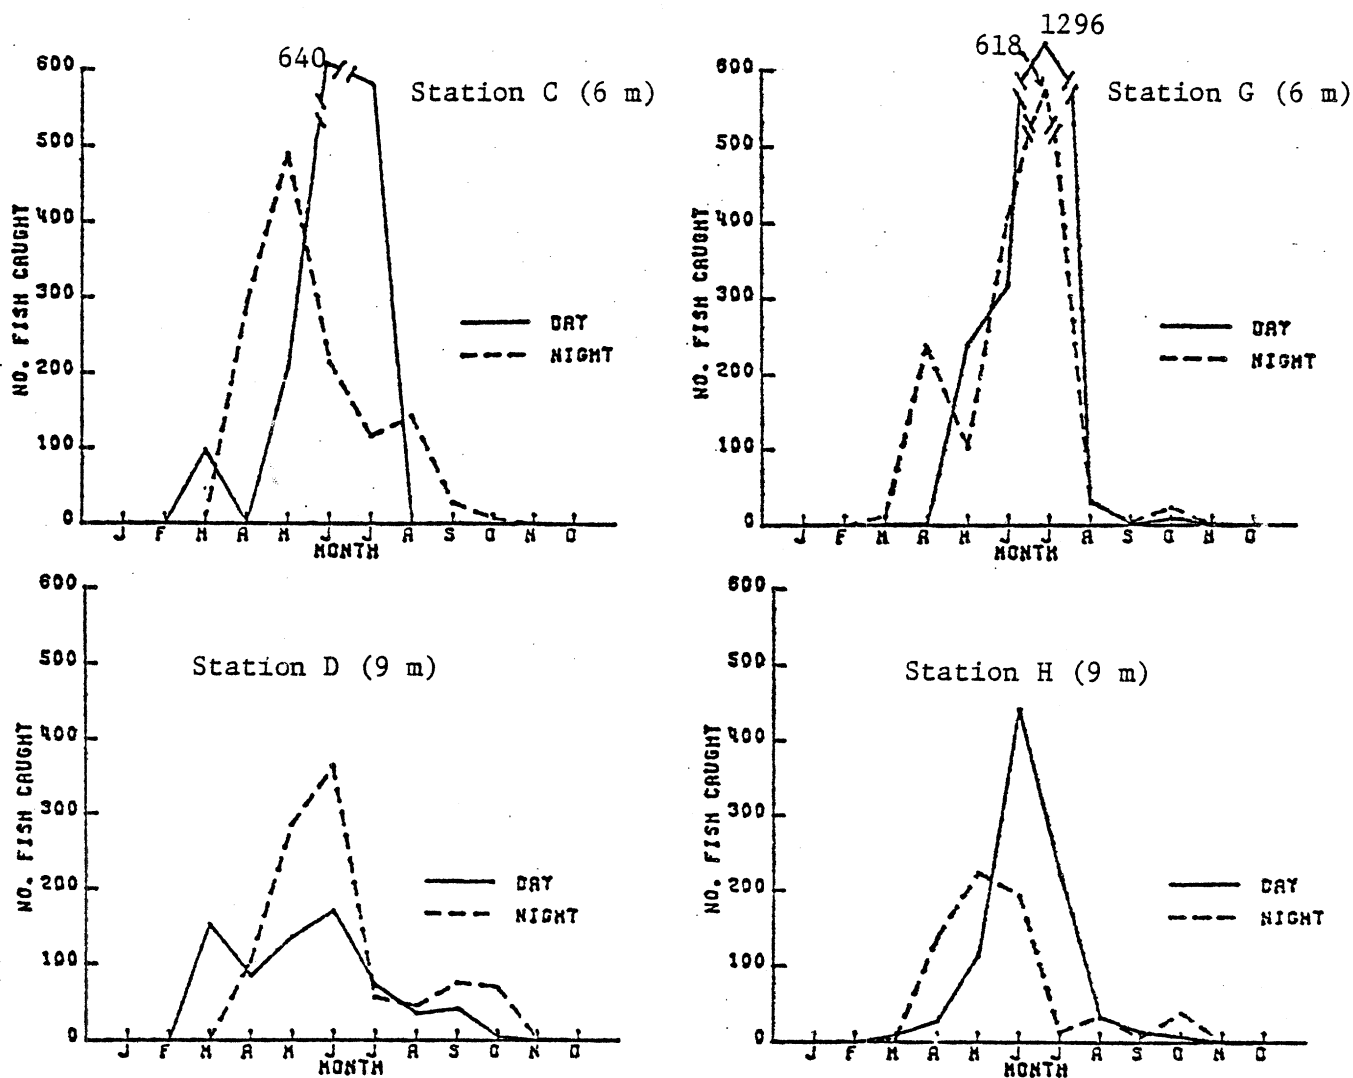 640
600
Station C (6 m)
500
400
300
200
100
0
NO. FISH CAUGHT
DAY
NIGHT
J F M A M J J A S O N D
MONTH
1296
618
600
Station G (6 m)
500
400
300
200
100
0
NO. FISH CAUGHT
DAY
NIGHT
J F M A M J J A S O N D
MONTH
600
Station D (9 m)
500
400
300
200
100
0
NO. FISH CAUGHT
DAY
NIGHT
J F M A M J J A S O N D
MONTH
600
Station H (9 m)
500
400
300
200
100
0
NO. FISH CAUGHT
DAY
NIGHT
J F M A M J J A S O N D
MONTH